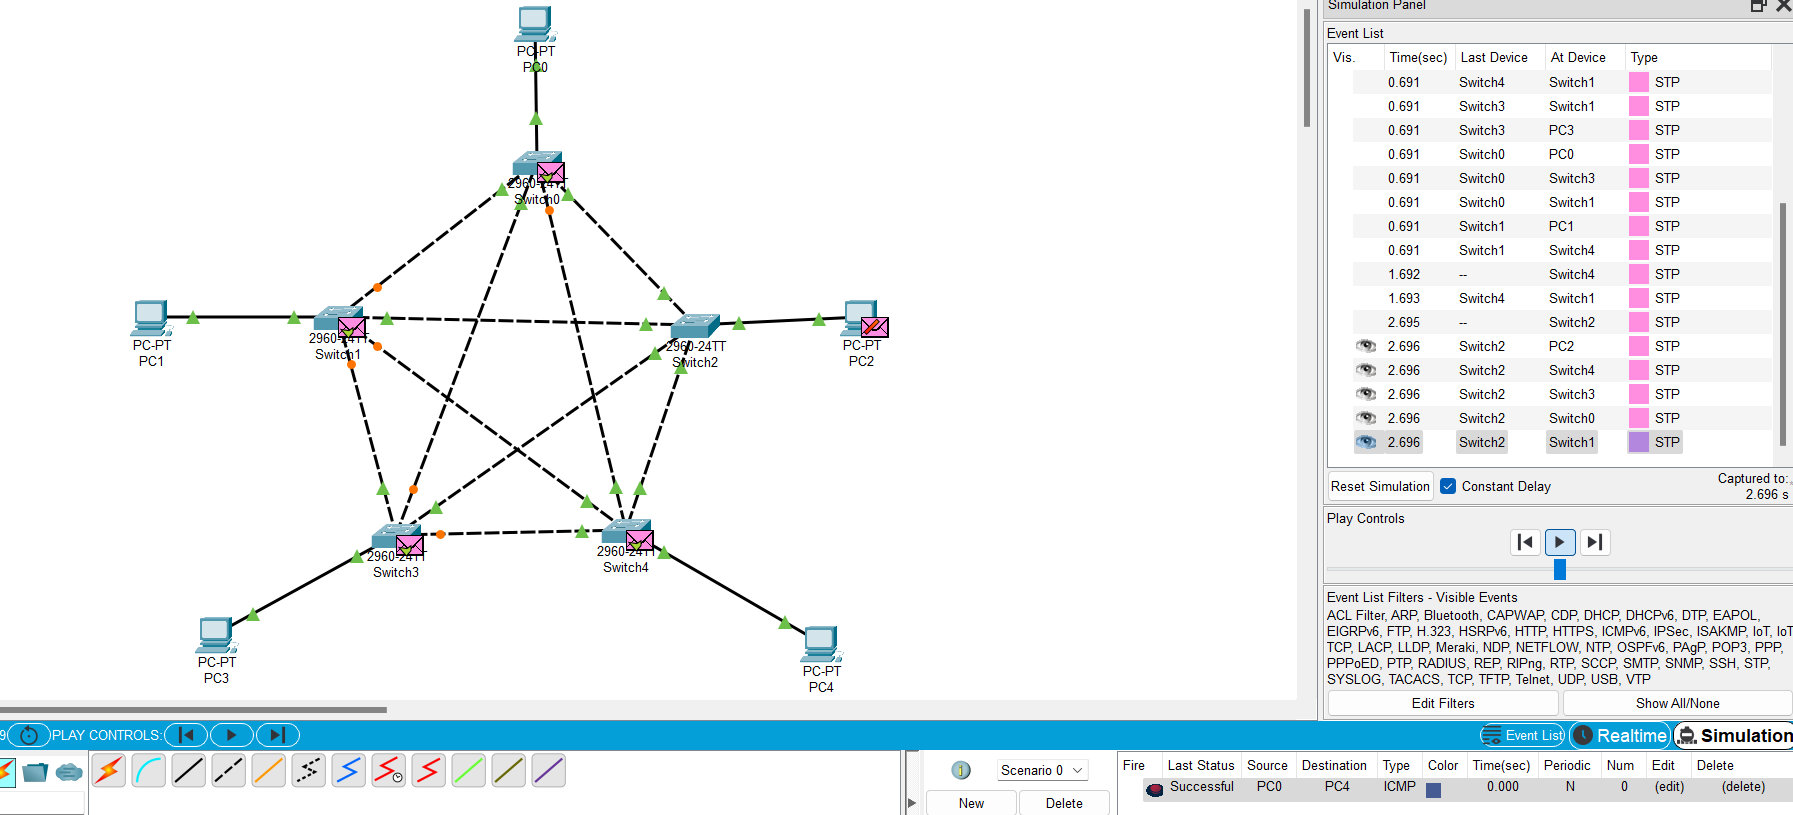 PC-PT
PC0
2960-24TT
Switch0
PC-PT
PC1
2960-24TT
Switch1
2960-24TT
Switch2
PC-PT
PC2
2960-24TT
Switch3
2960-24TT
Switch4
PC-PT
PC3
PC-PT
PC4
Simulation Panel
Event List
Vis. Time(sec) Last Device At Device Type
0.691 Switch4 Switch1 STP
0.691 Switch3 Switch1 STP
0.691 Switch3 PC3 STP
0.691 Switch0 PC0 STP
0.691 Switch0 Switch3 STP
0.691 Switch0 Switch1 STP
0.691 Switch1 PC1 STP
0.691 Switch1 Switch4 STP
1.692 -- Switch4 STP
1.693 Switch4 Switch1 STP
2.695 -- Switch2 STP
2.696 Switch2 PC2 STP
2.696 Switch2 Switch4 STP
2.696 Switch2 Switch3 STP
2.696 Switch2 Switch0 STP
2.696 Switch2 Switch1 STP
Reset Simulation Constant Delay Captured to:
2.696 s
Play Controls
Event List Filters - Visible Events
ACL Filter, ARP, Bluetooth, CAPWAP, CDP, DHCP, DHCPv6, DTP, EAPOL,
EIGRPv6, FTP, H.323, HSRPv6, HTTP, HTTPS, ICMPv6, IPSec, ISAKMP, IoT, IoT
TCP, LACP, LLDP, Meraki, NDP, NETFLOW, NTP, OSPFv6, PAgP, POP3, PPP,
PPPoED, PTP, RADIUS, REP, RIPng, RTP, SCCP, SMTP, SNMP, SSH, STP,
SYSLOG, TACACS, TCP, TFTP, Telnet, UDP, USB, VTP
Edit Filters Show All/None
9 PLAY CONTROLS: Event List Realtime Simulation
Scenario 0
New Delete
Fire Last Status Source Destination Type Color Time(sec) Periodic Num Edit Delete
Successful PC0 PC4 ICMP 0.000 N 0 (edit) (delete)